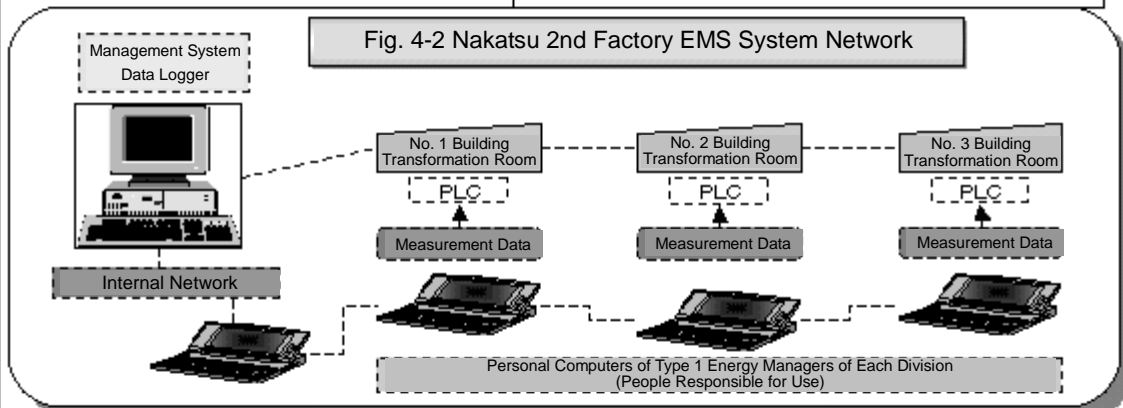 Fig. 4-2 Nakatsu 2nd Factory EMS System Network
Management System
Data Logger
No. 1 Building
Transformation Room
No. 2 Building
Transformation Room
No. 3 Building
Transformation Room
PLC
PLC
PLC
Measurement Data
Measurement Data
Measurement Data
Internal Network
Personal Computers of Type 1 Energy Managers of Each Division
(People Responsible for Use)